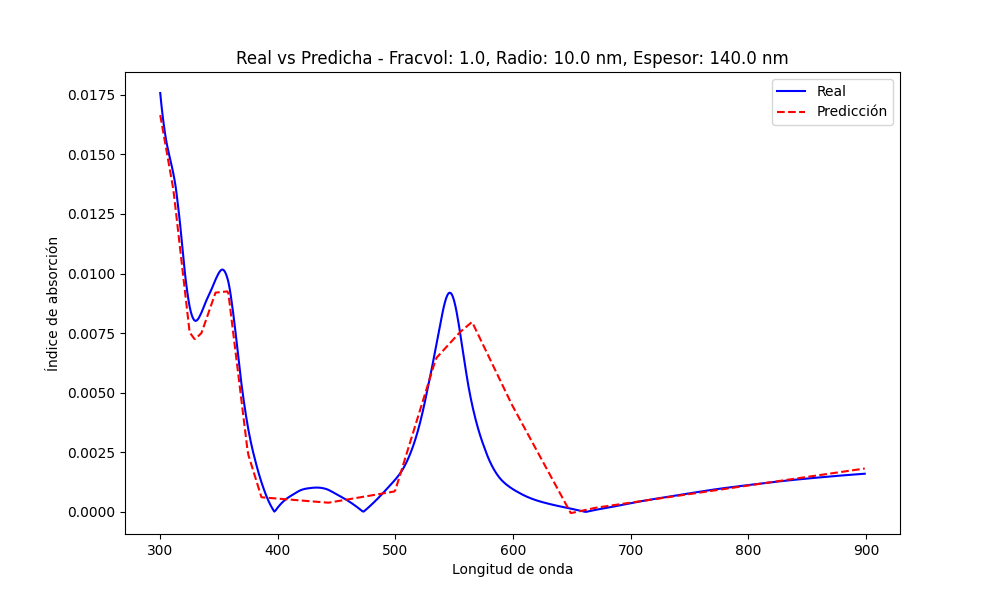 Real vs Predicha - Fracvol: 1.0, Radio: 10.0 nm, Espesor: 140.0 nm
Real
Predicción
Índice de absorción
0.0175
0.0150
0.0125
0.0100
0.0075
0.0050
0.0025
0.0000
300 400 500 600 700 800 900
Longitud de onda